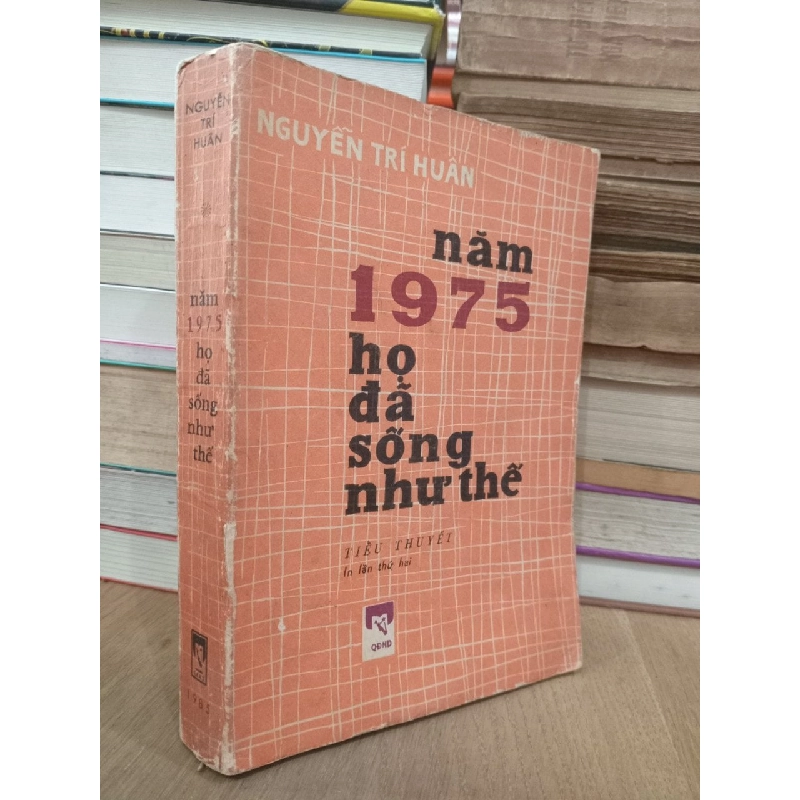 NGUYỄN
TRÍ
HUÂN
năm
1975
họ
đã
sống
như
thế
1985
NGUYỄN TRÍ HUÂN
năm
1975
họ
đã
sống
như thế
TIỂU THUYẾT
In lần thứ hai
QĐND